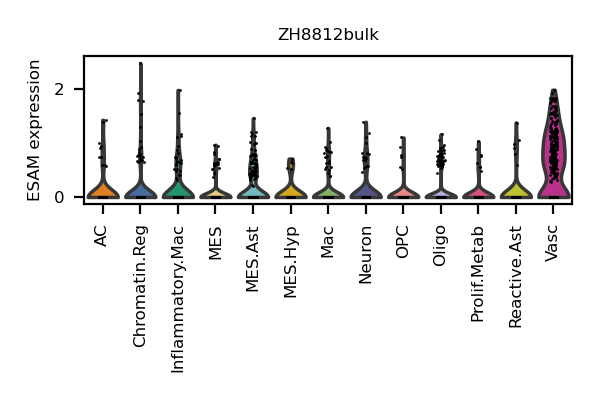 ZH8812bulk
ESAM expression
2
0
AC
Chromatin.Reg
Inflammatory.Mac
MES
MES.Ast
MES.Hyp
Mac
Neuron
OPC
Oligo
Prolif.Metab
Reactive.Ast
Vasc